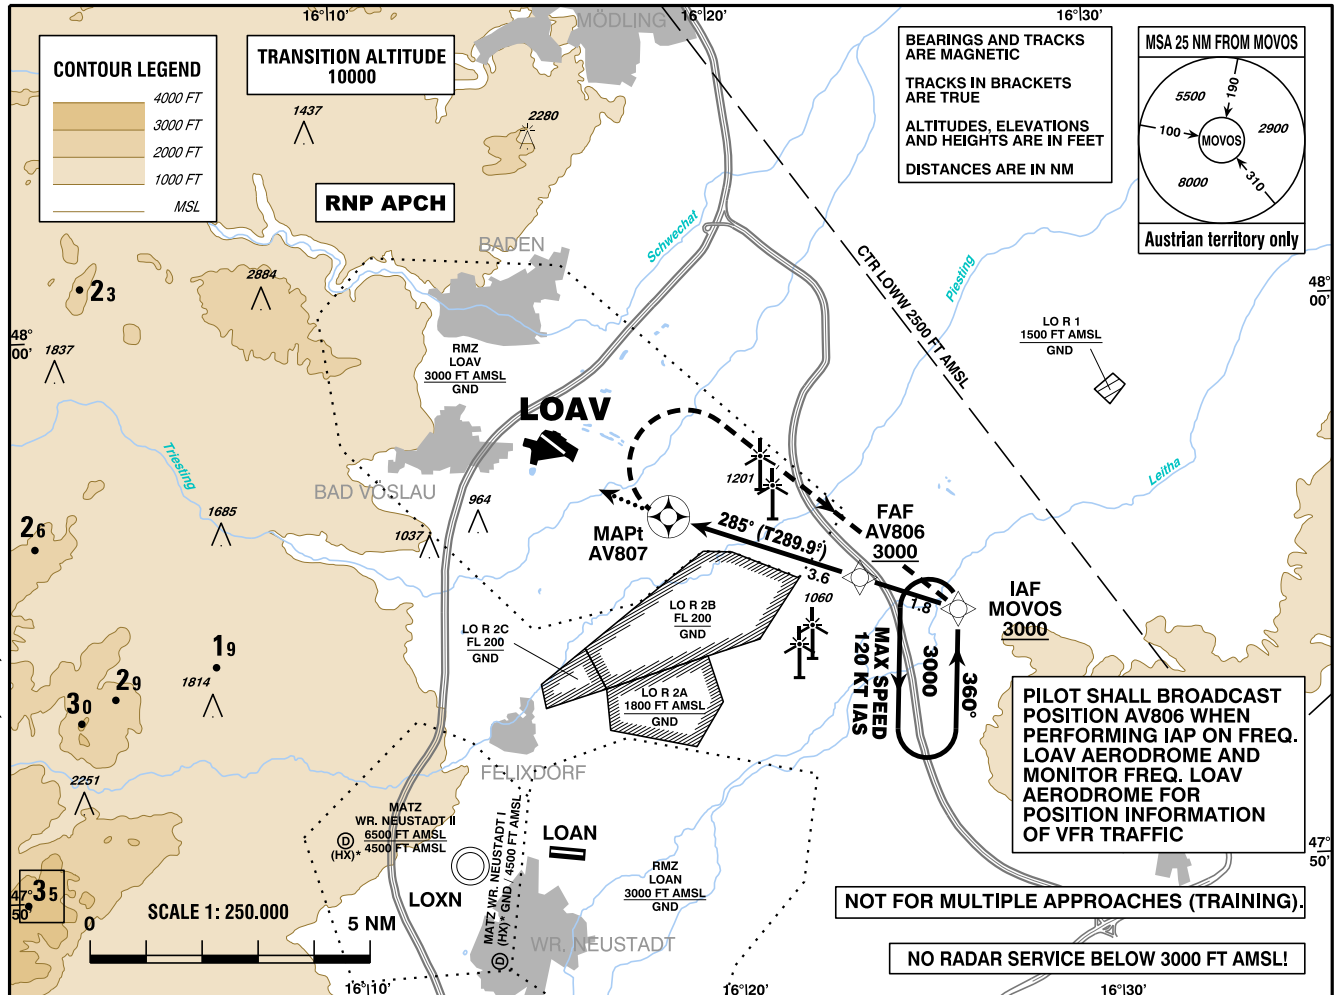 16°10'
16°20'
16°30'
MÖDLING
CONTOUR LEGEND
4000 FT
3000 FT
2000 FT
1000 FT
MSL
TRANSITION ALTITUDE
10000
1437
2280
RNP APCH
BEARINGS AND TRACKS
ARE MAGNETIC
TRACKS IN BRACKETS
ARE TRUE
ALTITUDES, ELEVATIONS
AND HEIGHTS ARE IN FEET
DISTANCES ARE IN NM
MSA 25 NM FROM MOVOS
5500
190
2900
100
MOVOS
310
8000
Austrian territory only
BADEN
Schwechat
Piesting
CTR LOWW 2500 FT AMSL
2884
23
48°
00'
48°
00'
1837
RMZ
LOAV
3000 FT AMSL
GND
LO R 1
1500 FT AMSL
GND
LOAV
Triesting
BAD VÖSLAU
Leitha
1201
964
1685
1037
26
MAPt
AV807
285° (T289.9°)
3.6
FAF
AV806
3000
1.8
IAF
MOVOS
3000
1060
LO R 2B
FL 200
GND
LO R 2C
FL 200
GND
LO R 2A
1800 FT AMSL
GND
MAX SPEED
120 KT IAS
3000
360°
19
1814
29
30
2251
FELIXDORF
PILOT SHALL BROADCAST
POSITION AV806 WHEN
PERFORMING IAP ON FREQ.
LOAV AERODROME AND
MONITOR FREQ. LOAV
AERODROME FOR
POSITION INFORMATION
OF VFR TRAFFIC
MATZ
WR. NEUSTADT II
6500 FT AMSL
4500 FT AMSL
D
(HX)*
MATZ WR. NEUSTADT I
D (HX)* GND / 4500 FT AMSL
LOAN
LOXN
RMZ
LOAN
3000 FT AMSL
GND
47°
50'
47°
50'
35
SCALE 1: 250.000
0
5 NM
WR. NEUSTADT
NOT FOR MULTIPLE APPROACHES (TRAINING).
NO RADAR SERVICE BELOW 3000 FT AMSL!
16°10'
16°20'
16°30'